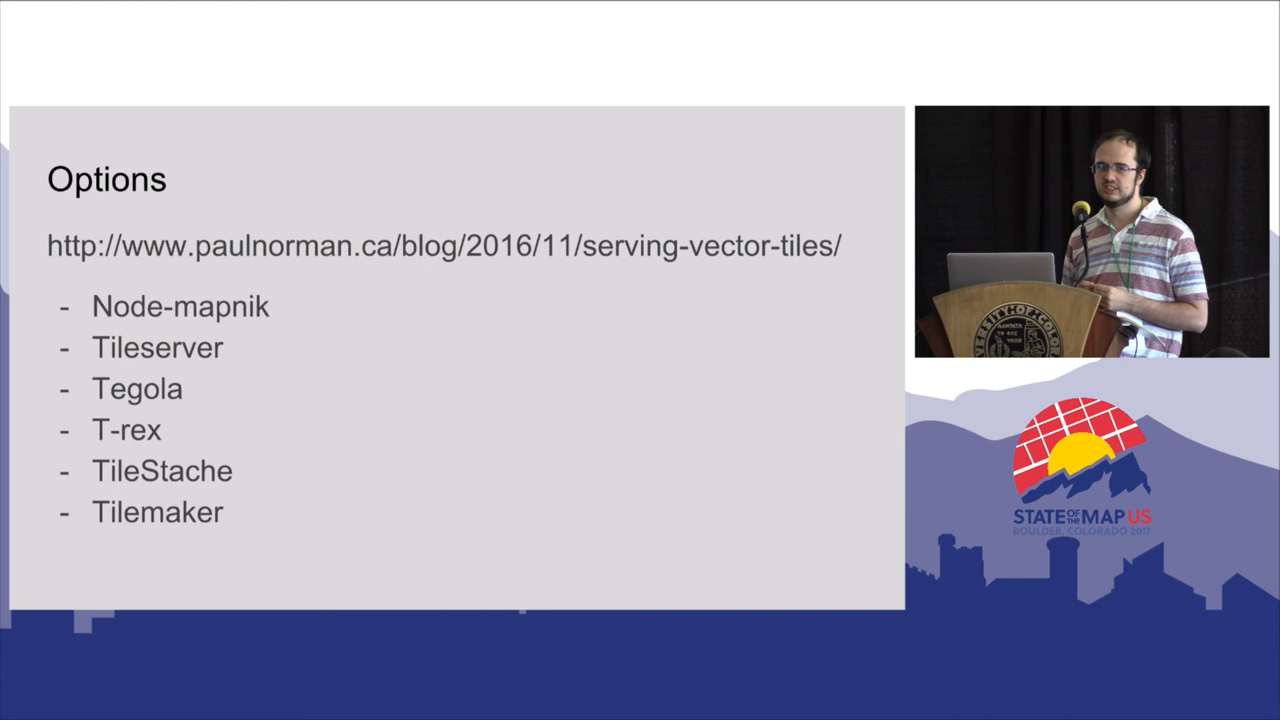 Options
http://www.paulnorman.ca/blog/2016/11/serving-vector-tiles/
- Node-mapnik
- Tileserver
- Tegola
- T-rex
- TileStache
- Tilemaker
STATE OF THE MAP US
BOULDER, COLORADO 2017